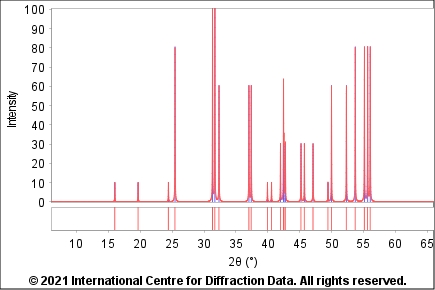 100
90
80
70
60
50
40
30
20
10
0
Intensity
10 15 20 25 30 35 40 45 50 55 60 65
2θ (°)
© 2021 International Centre for Diffraction Data. All rights reserved.